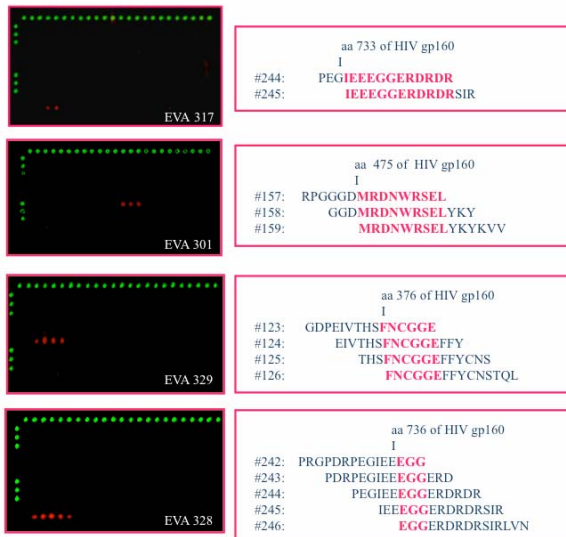 EVA 317
aa 733 of HIV gp160
I
#244: PEGIEEEGGERDRDR
#245: IEEEGGERDRDRSIR
EVA 301
aa 475 of HIV gp160
I
#157: RPGGGDMRDNWRSEL
#158: GGDMRDNWRSELYKY
#159: MRDNWRSELYKYKVV
EVA 329
aa 376 of HIV gp160
I
#123: GDPEIVTHSFNCGGE
#124: EIVTHSFNCGGEFFY
#125: THSFNCGGEFFYCNS
#126: FNCGGEFFYCNSTQL
EVA 328
aa 736 of HIV gp160
I
#242: PRGPDRPEGIEEEGG
#243: PDRPEGIEEEGGERD
#244: PEGIEEEGGERDRDR
#245: IEEEGGERDRDRSIR
#246: EGGERDRDRSIRLVN